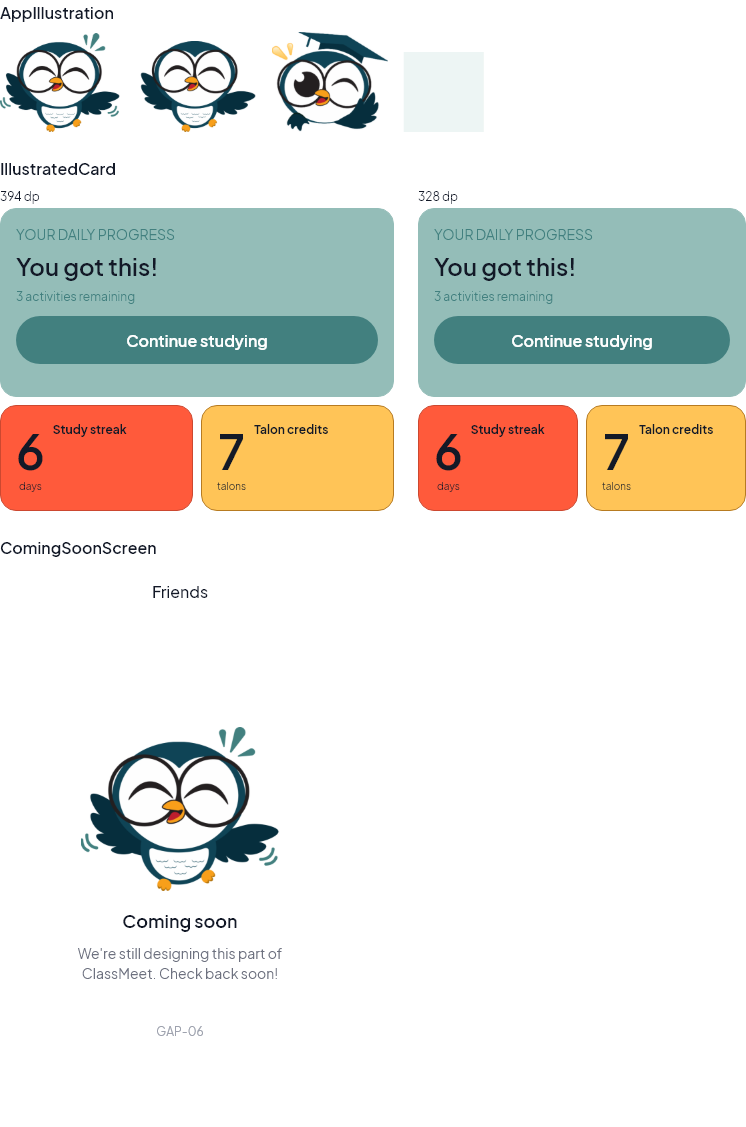 AppIllustration
IllustratedCard
394 dp
328 dp
YOUR DAILY PROGRESS
You got this!
3 activities remaining
Continue studying
YOUR DAILY PROGRESS
You got this!
3 activities remaining
Continue studying
6
Study streak
days
7
Talon credits
talons
6
Study streak
days
7
Talon credits
talons
ComingSoonScreen
Friends
Coming soon
We're still designing this part of
ClassMeet. Check back soon!
GAP-06